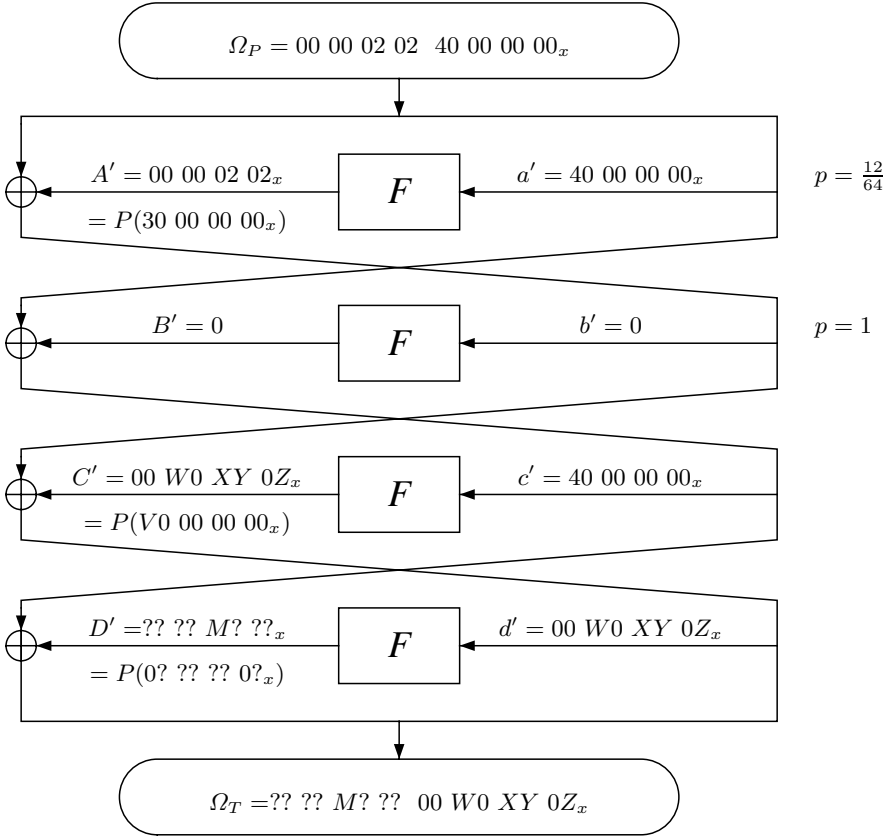 Ω_P = 00 00 02 02 40 00 00 00_x
A′ = 00 00 02 02_x F a′ = 40 00 00 00_x p = 12/64
= P(30 00 00 00_x)
B′ = 0 F b′ = 0 p = 1
C′ = 00 W0 XY 0Z_x F c′ = 40 00 00 00_x
= P(V0 00 00 00_x)
D′ =?? ?? M? ??_x F d′ = 00 W0 XY 0Z_x
= P(0? ?? ?? 0?_x)
Ω_T =?? ?? M? ?? 00 W0 XY 0Z_x